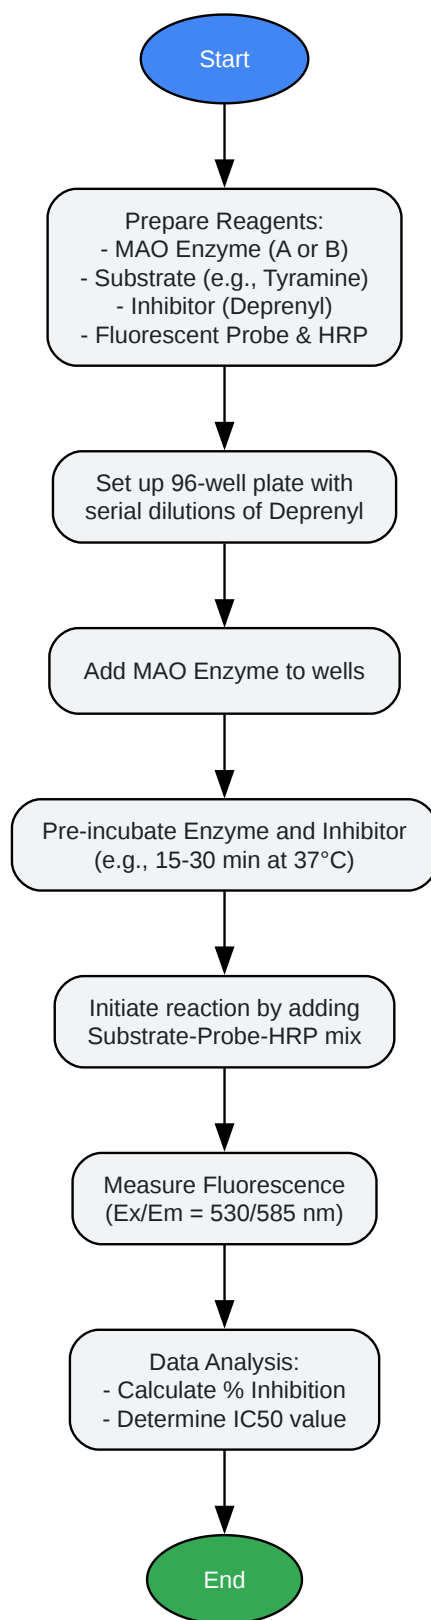 Start
Prepare Reagents:
- MAO Enzyme (A or B)
- Substrate (e.g., Tyramine)
- Inhibitor (Deprenyl)
- Fluorescent Probe & HRP
Set up 96-well plate with
serial dilutions of Deprenyl
Add MAO Enzyme to wells
Pre-incubate Enzyme and Inhibitor
(e.g., 15-30 min at 37°C)
Initiate reaction by adding
Substrate-Probe-HRP mix
Measure Fluorescence
(Ex/Em = 530/585 nm)
Data Analysis:
- Calculate % Inhibition
- Determine IC50 value
End